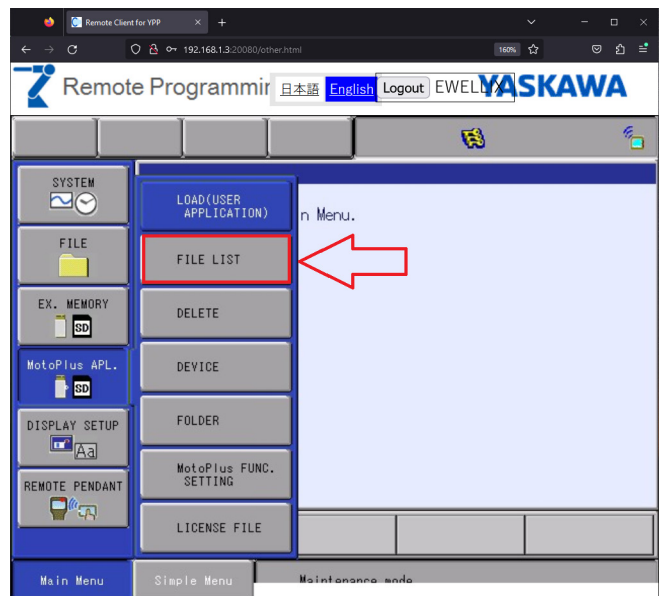 Remote Client for YPP
192.168.1.3:20080/other.html
160%
Remote Programmin
日本語 English Logout EWELLYX
YASKAWA
SYSTEM
FILE
EX. MEMORY
SD
MotoPlus APL.
SD
DISPLAY SETUP
Aa
REMOTE PENDANT
LOAD(USER
APPLICATION)
FILE LIST
DELETE
DEVICE
FOLDER
MotoPlus FUNC.
SETTING
LICENSE FILE
n Menu.
Main Menu
Simple Menu
Maintenance mode